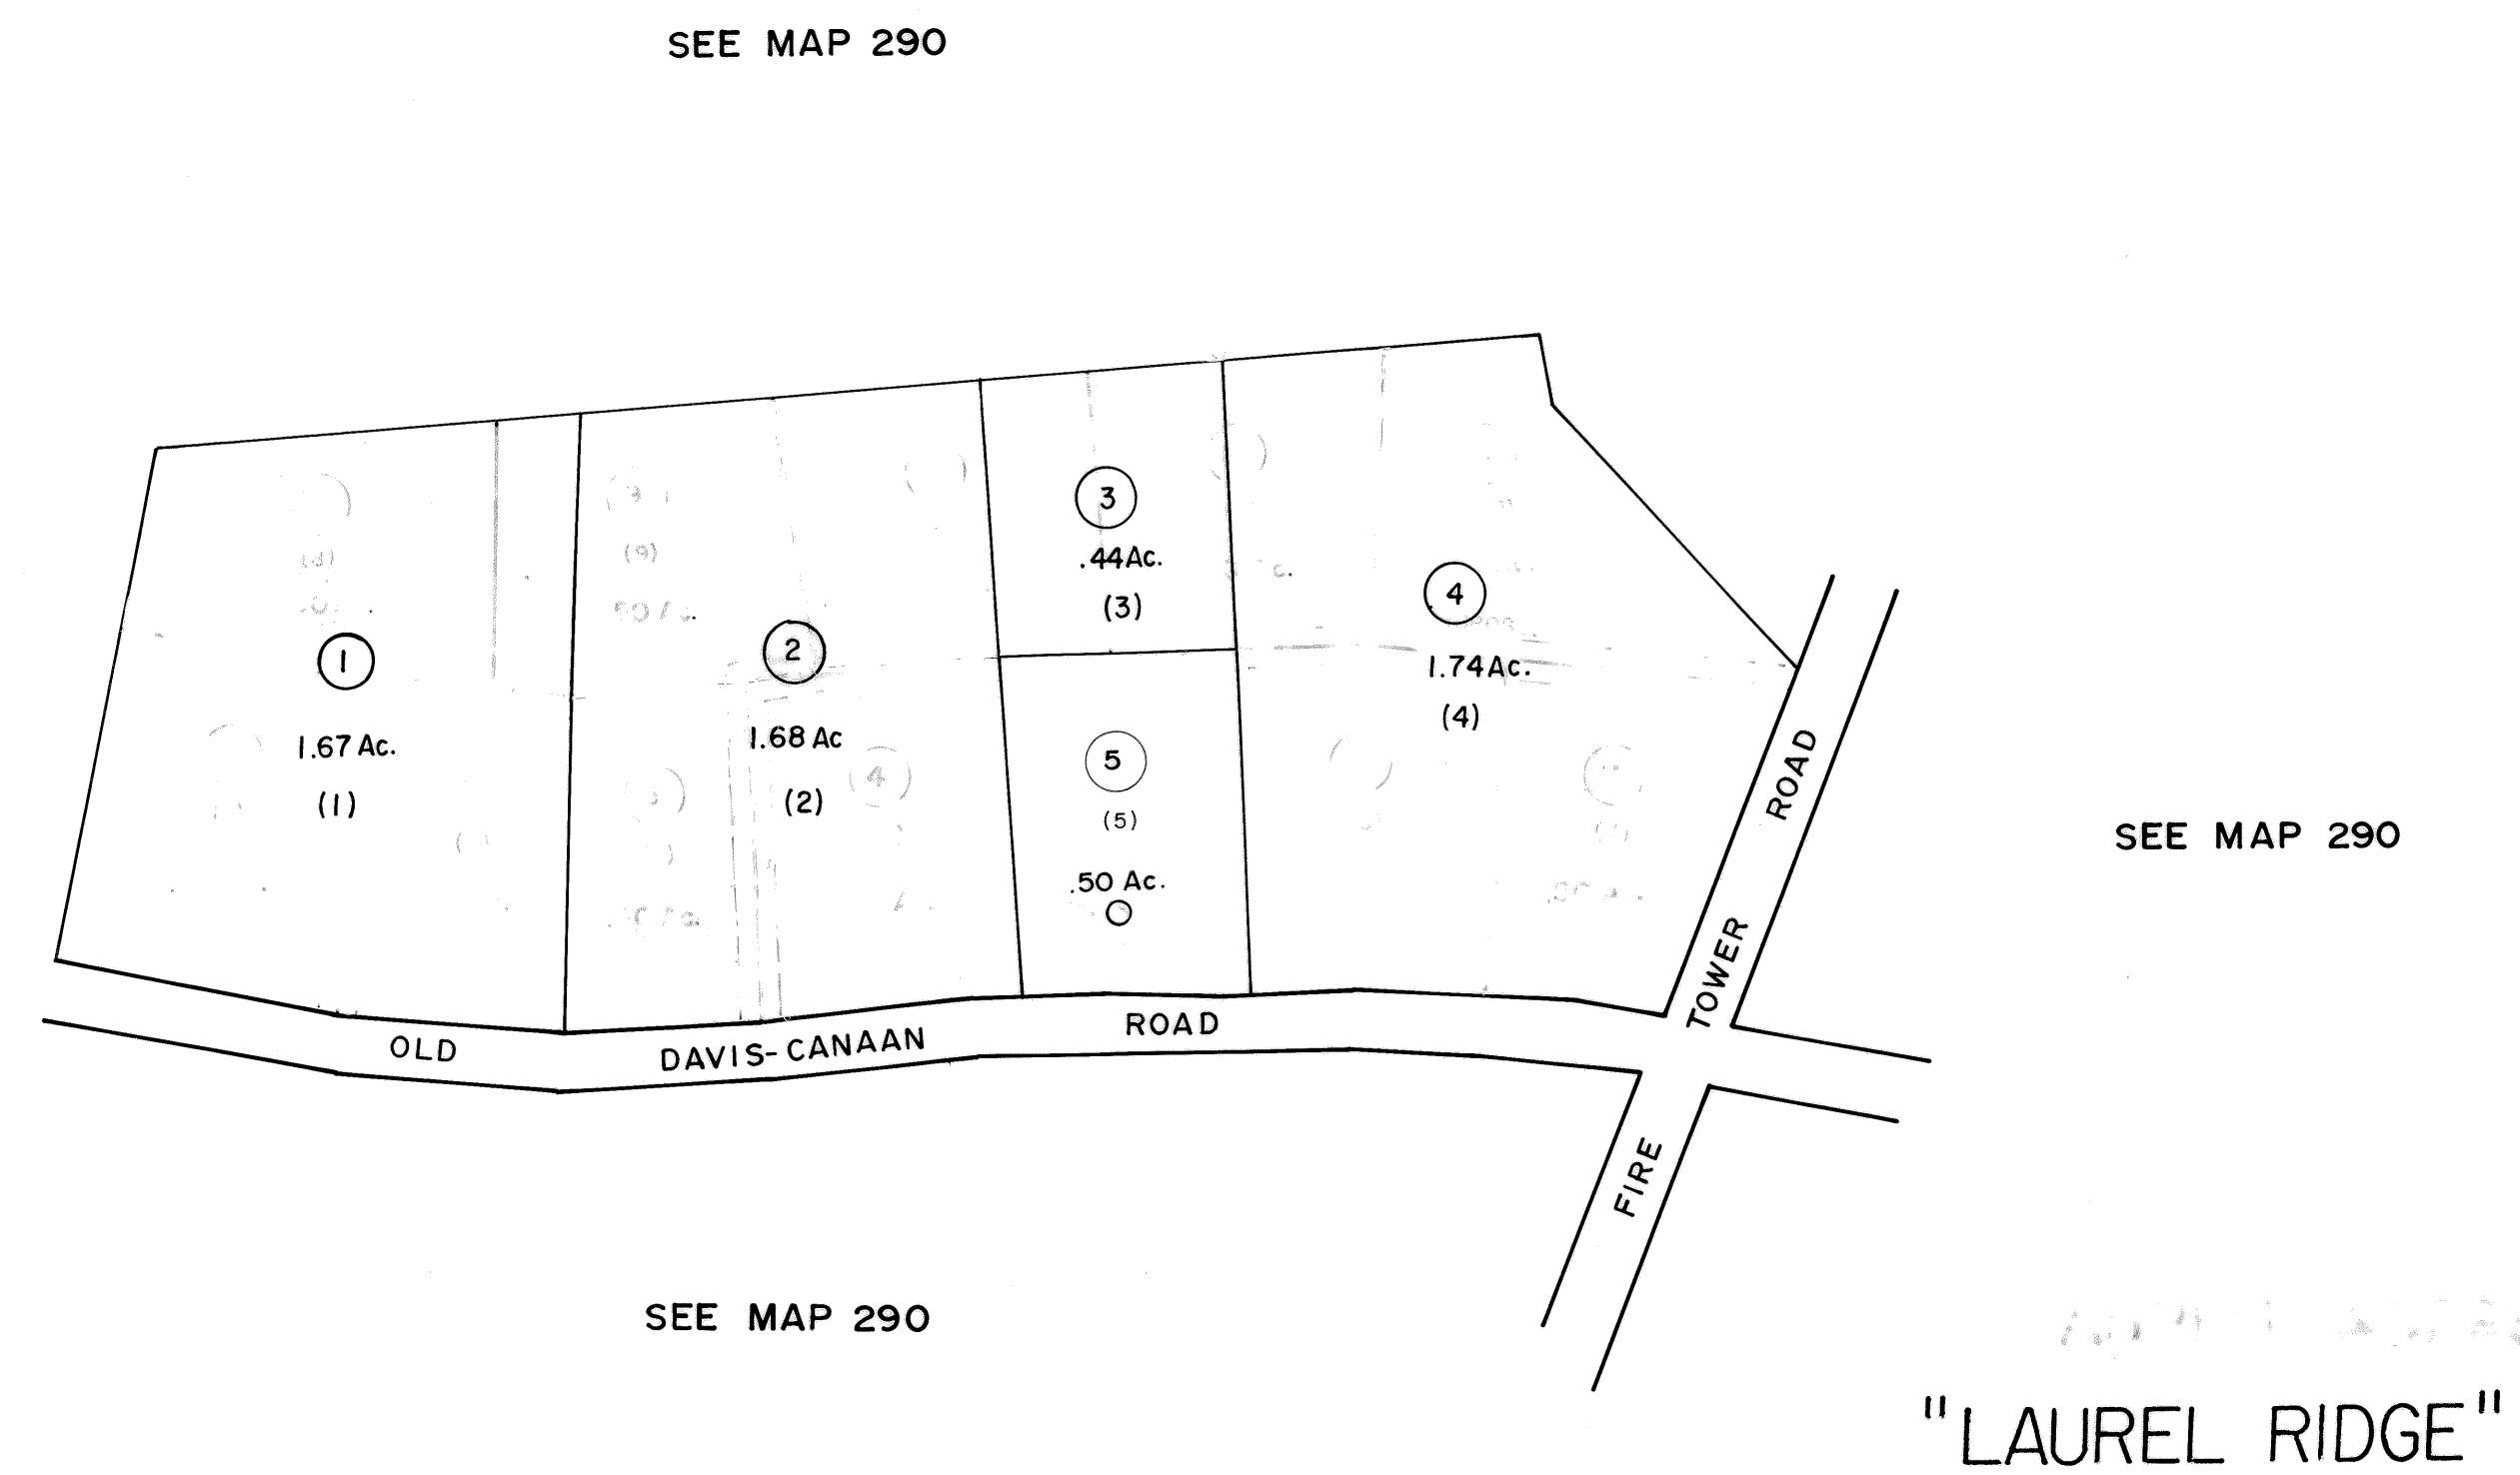 SEE MAP 290
3
.44Ac.
(3)
4
1.74Ac.
(4)
1
1.67 Ac.
(1)
2
1.68 Ac
(2)
5
(5)
.50 Ac.
(9)
4
SEE MAP 290
OLD DAVIS-CANAAN ROAD
FIRE TOWER ROAD
SEE MAP 290
"LAUREL RIDGE"